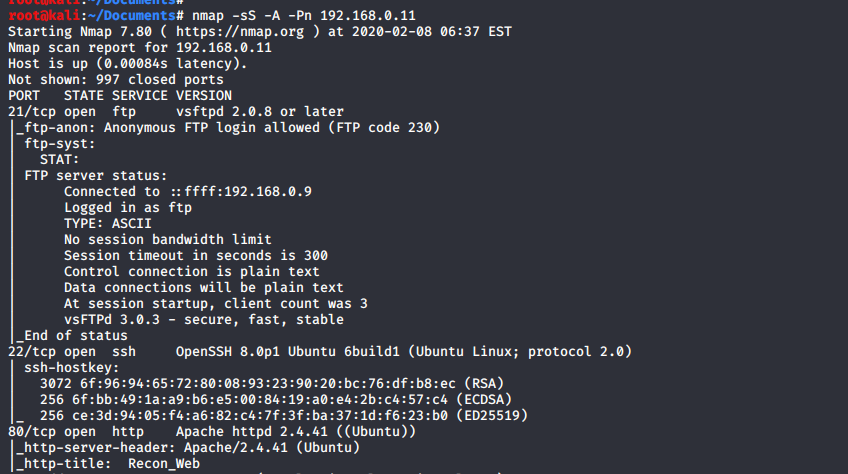 root@kali:~/Documents#
root@kali:~/Documents# nmap -sS -A -Pn 192.168.0.11
Starting Nmap 7.80 ( https://nmap.org ) at 2020-02-08 06:37 EST
Nmap scan report for 192.168.0.11
Host is up (0.00084s latency).
Not shown: 997 closed ports
PORT   STATE SERVICE VERSION
21/tcp open  ftp     vsftpd 2.0.8 or later
|_ftp-anon: Anonymous FTP login allowed (FTP code 230)
| ftp-syst:
|   STAT:
| FTP server status:
|      Connected to ::ffff:192.168.0.9
|      Logged in as ftp
|      TYPE: ASCII
|      No session bandwidth limit
|      Session timeout in seconds is 300
|      Control connection is plain text
|      Data connections will be plain text
|      At session startup, client count was 3
|      vsFTPd 3.0.3 - secure, fast, stable
|_End of status
22/tcp open  ssh     OpenSSH 8.0p1 Ubuntu 6build1 (Ubuntu Linux; protocol 2.0)
| ssh-hostkey:
|   3072 6f:96:94:65:72:80:08:93:23:90:20:bc:76:df:b8:ec (RSA)
|   256 6f:bb:49:1a:a9:b6:e5:00:84:19:a0:e4:2b:c4:57:c4 (ECDSA)
|_  256 ce:3d:94:05:f4:a6:82:c4:7f:3f:ba:37:1d:f6:23:b0 (ED25519)
80/tcp open  http    Apache httpd 2.4.41 ((Ubuntu))
|_http-server-header: Apache/2.4.41 (Ubuntu)
|_http-title:  Recon_Web